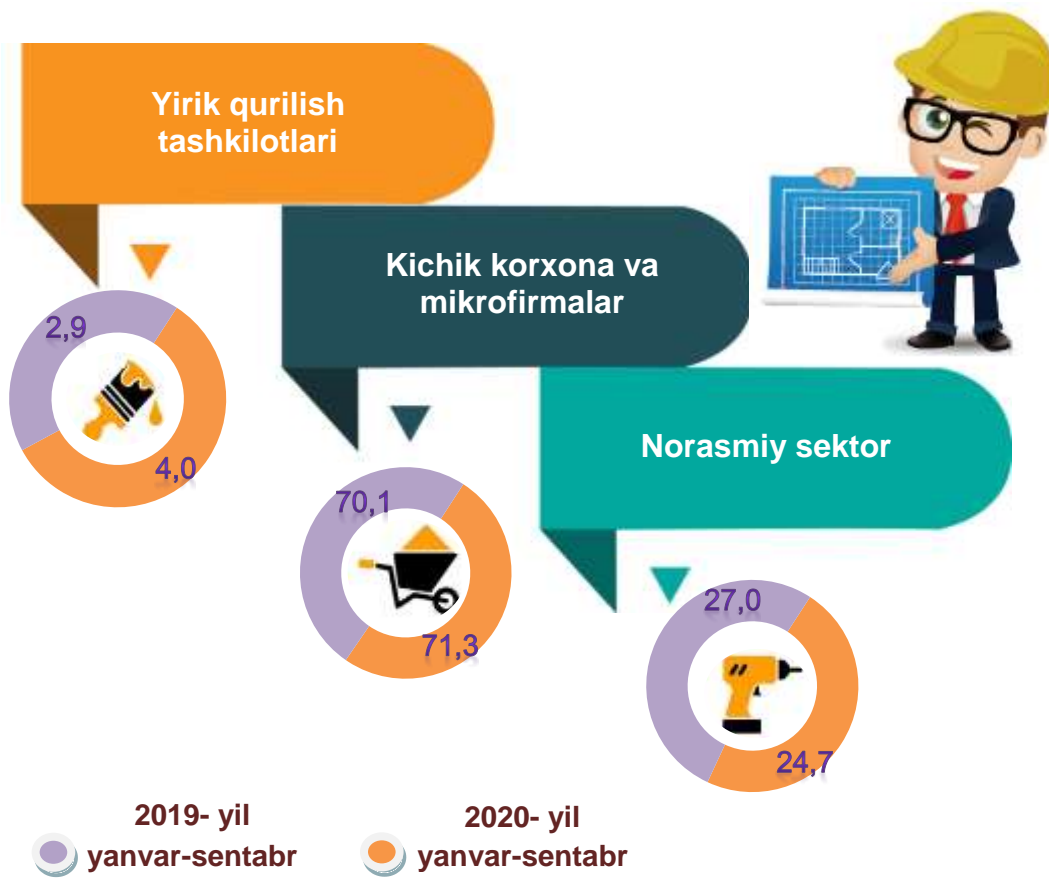 Yirik qurilish
tashkilotlari
Kichik korxona va
mikrofirmalar
Norasmiy sektor
2,9
4,0
70,1
71,3
27,0
24,7
2019- yil
yanvar-sentabr
2020- yil
yanvar-sentabr